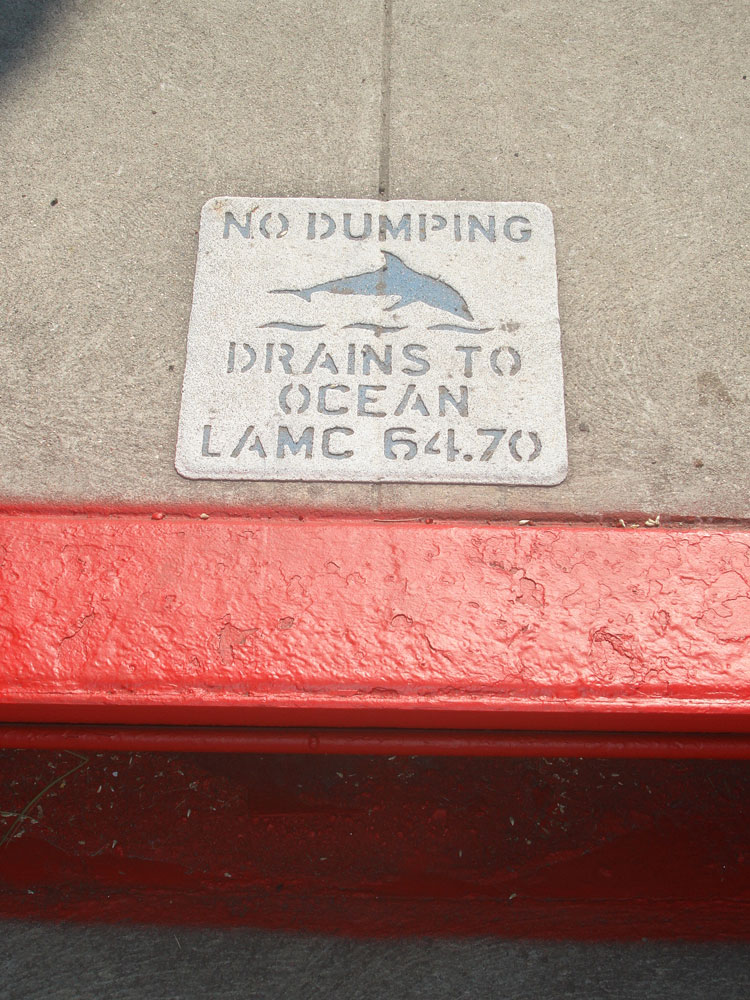 NO DUMPING
DRAINS TO
OCEAN
LAMC 64.70